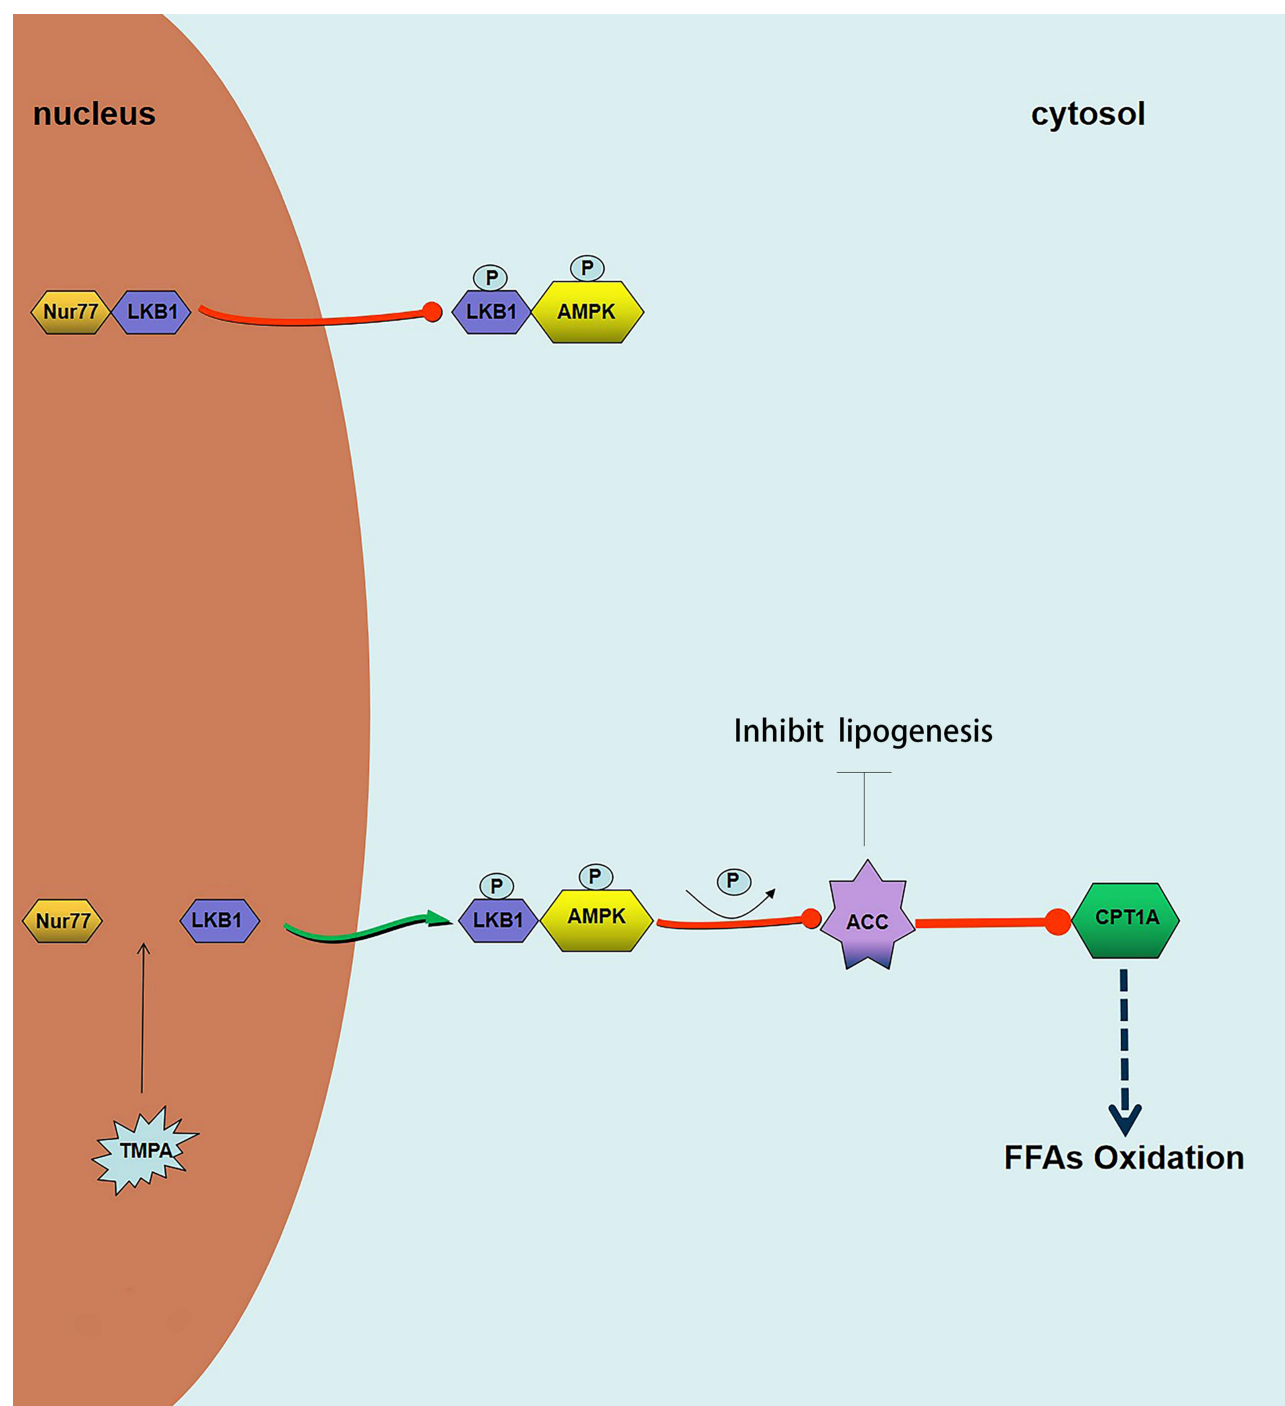 nucleus
cytosol
P
P
Nur77
LKB1
LKB1
AMPK
Inhibit lipogenesis
P
P
P
Nur77
LKB1
LKB1
AMPK
ACC
CPT1A
TMPA
FFAs Oxidation